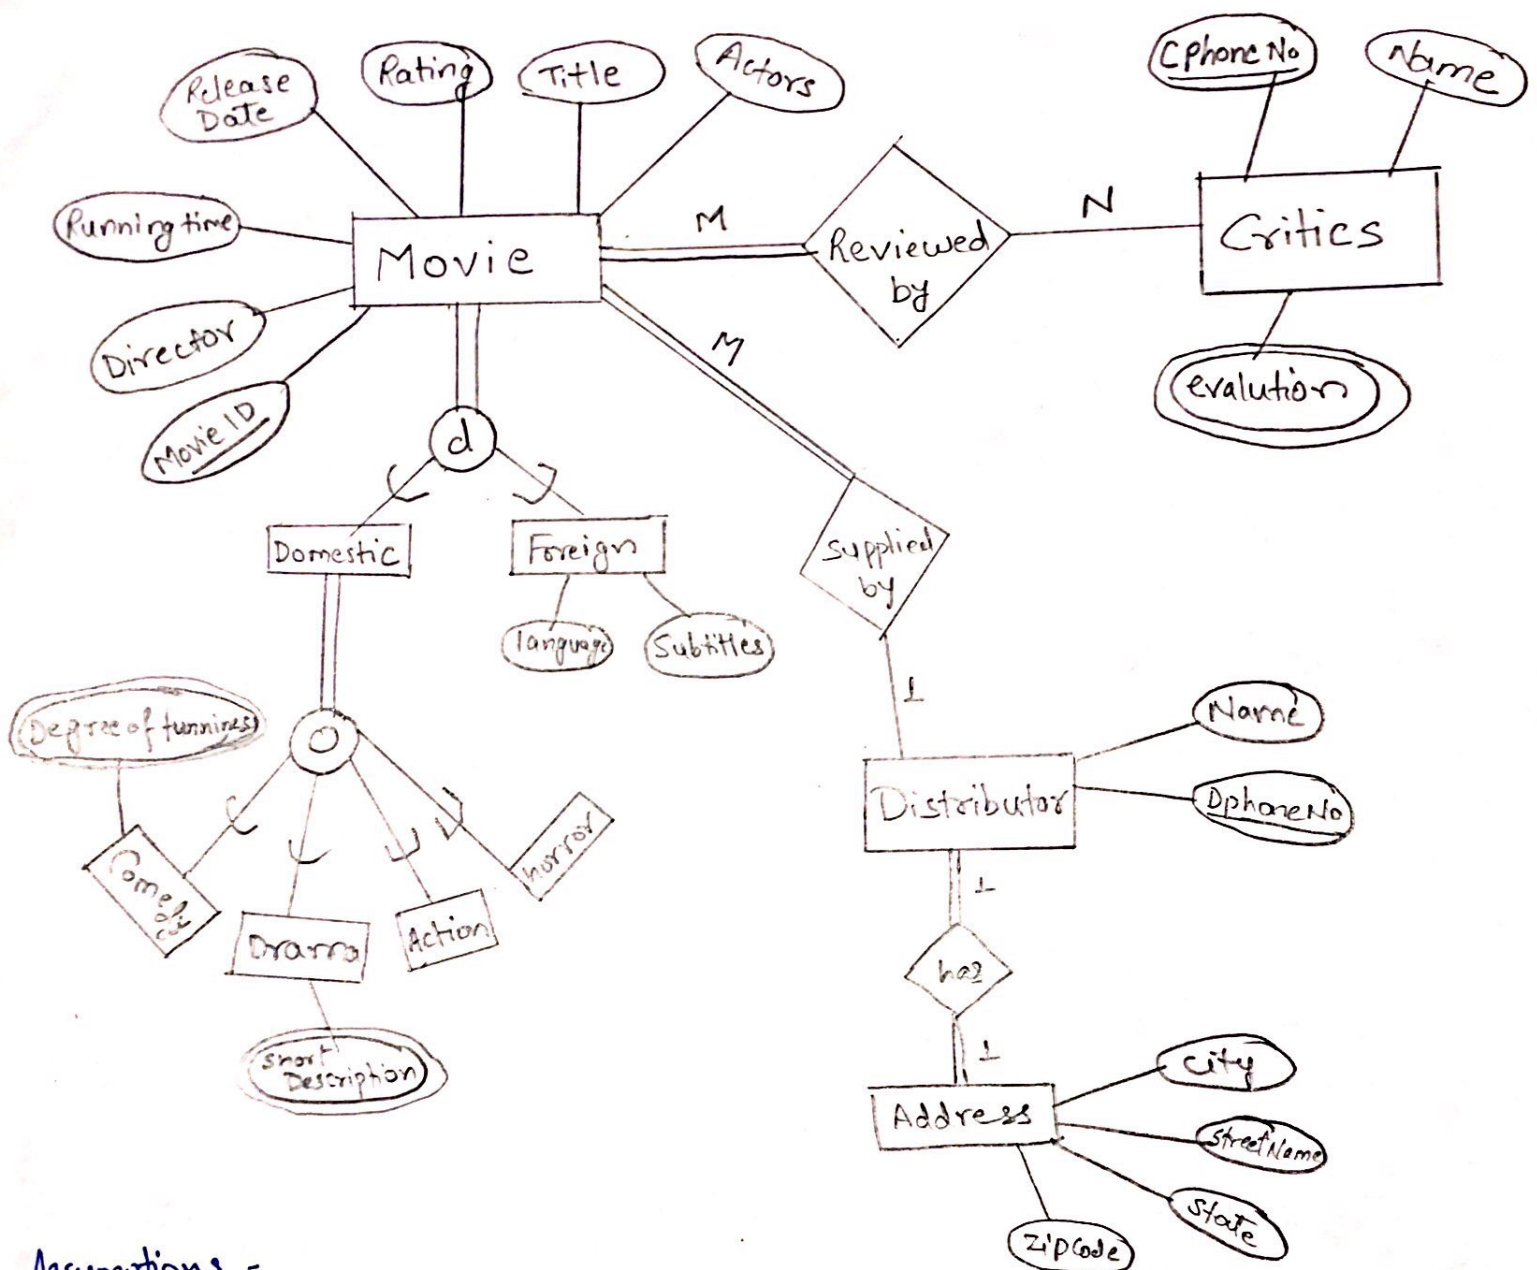 Release
Date
Rating
Title
Actors
CPhone No
Name
Running time
Movie
M
Reviewed
by
N
Critics
Director
Movie ID
M
evalution
d
Domestic
Foreign
Supplied
by
language
Subtitles
1
Degree of funniness
O
Name
Distributor
DphoneNo
horror
Drama
Action
1
has
short
Description
1
City
Address
StreetName
State
Zipcode
Assumptions :-